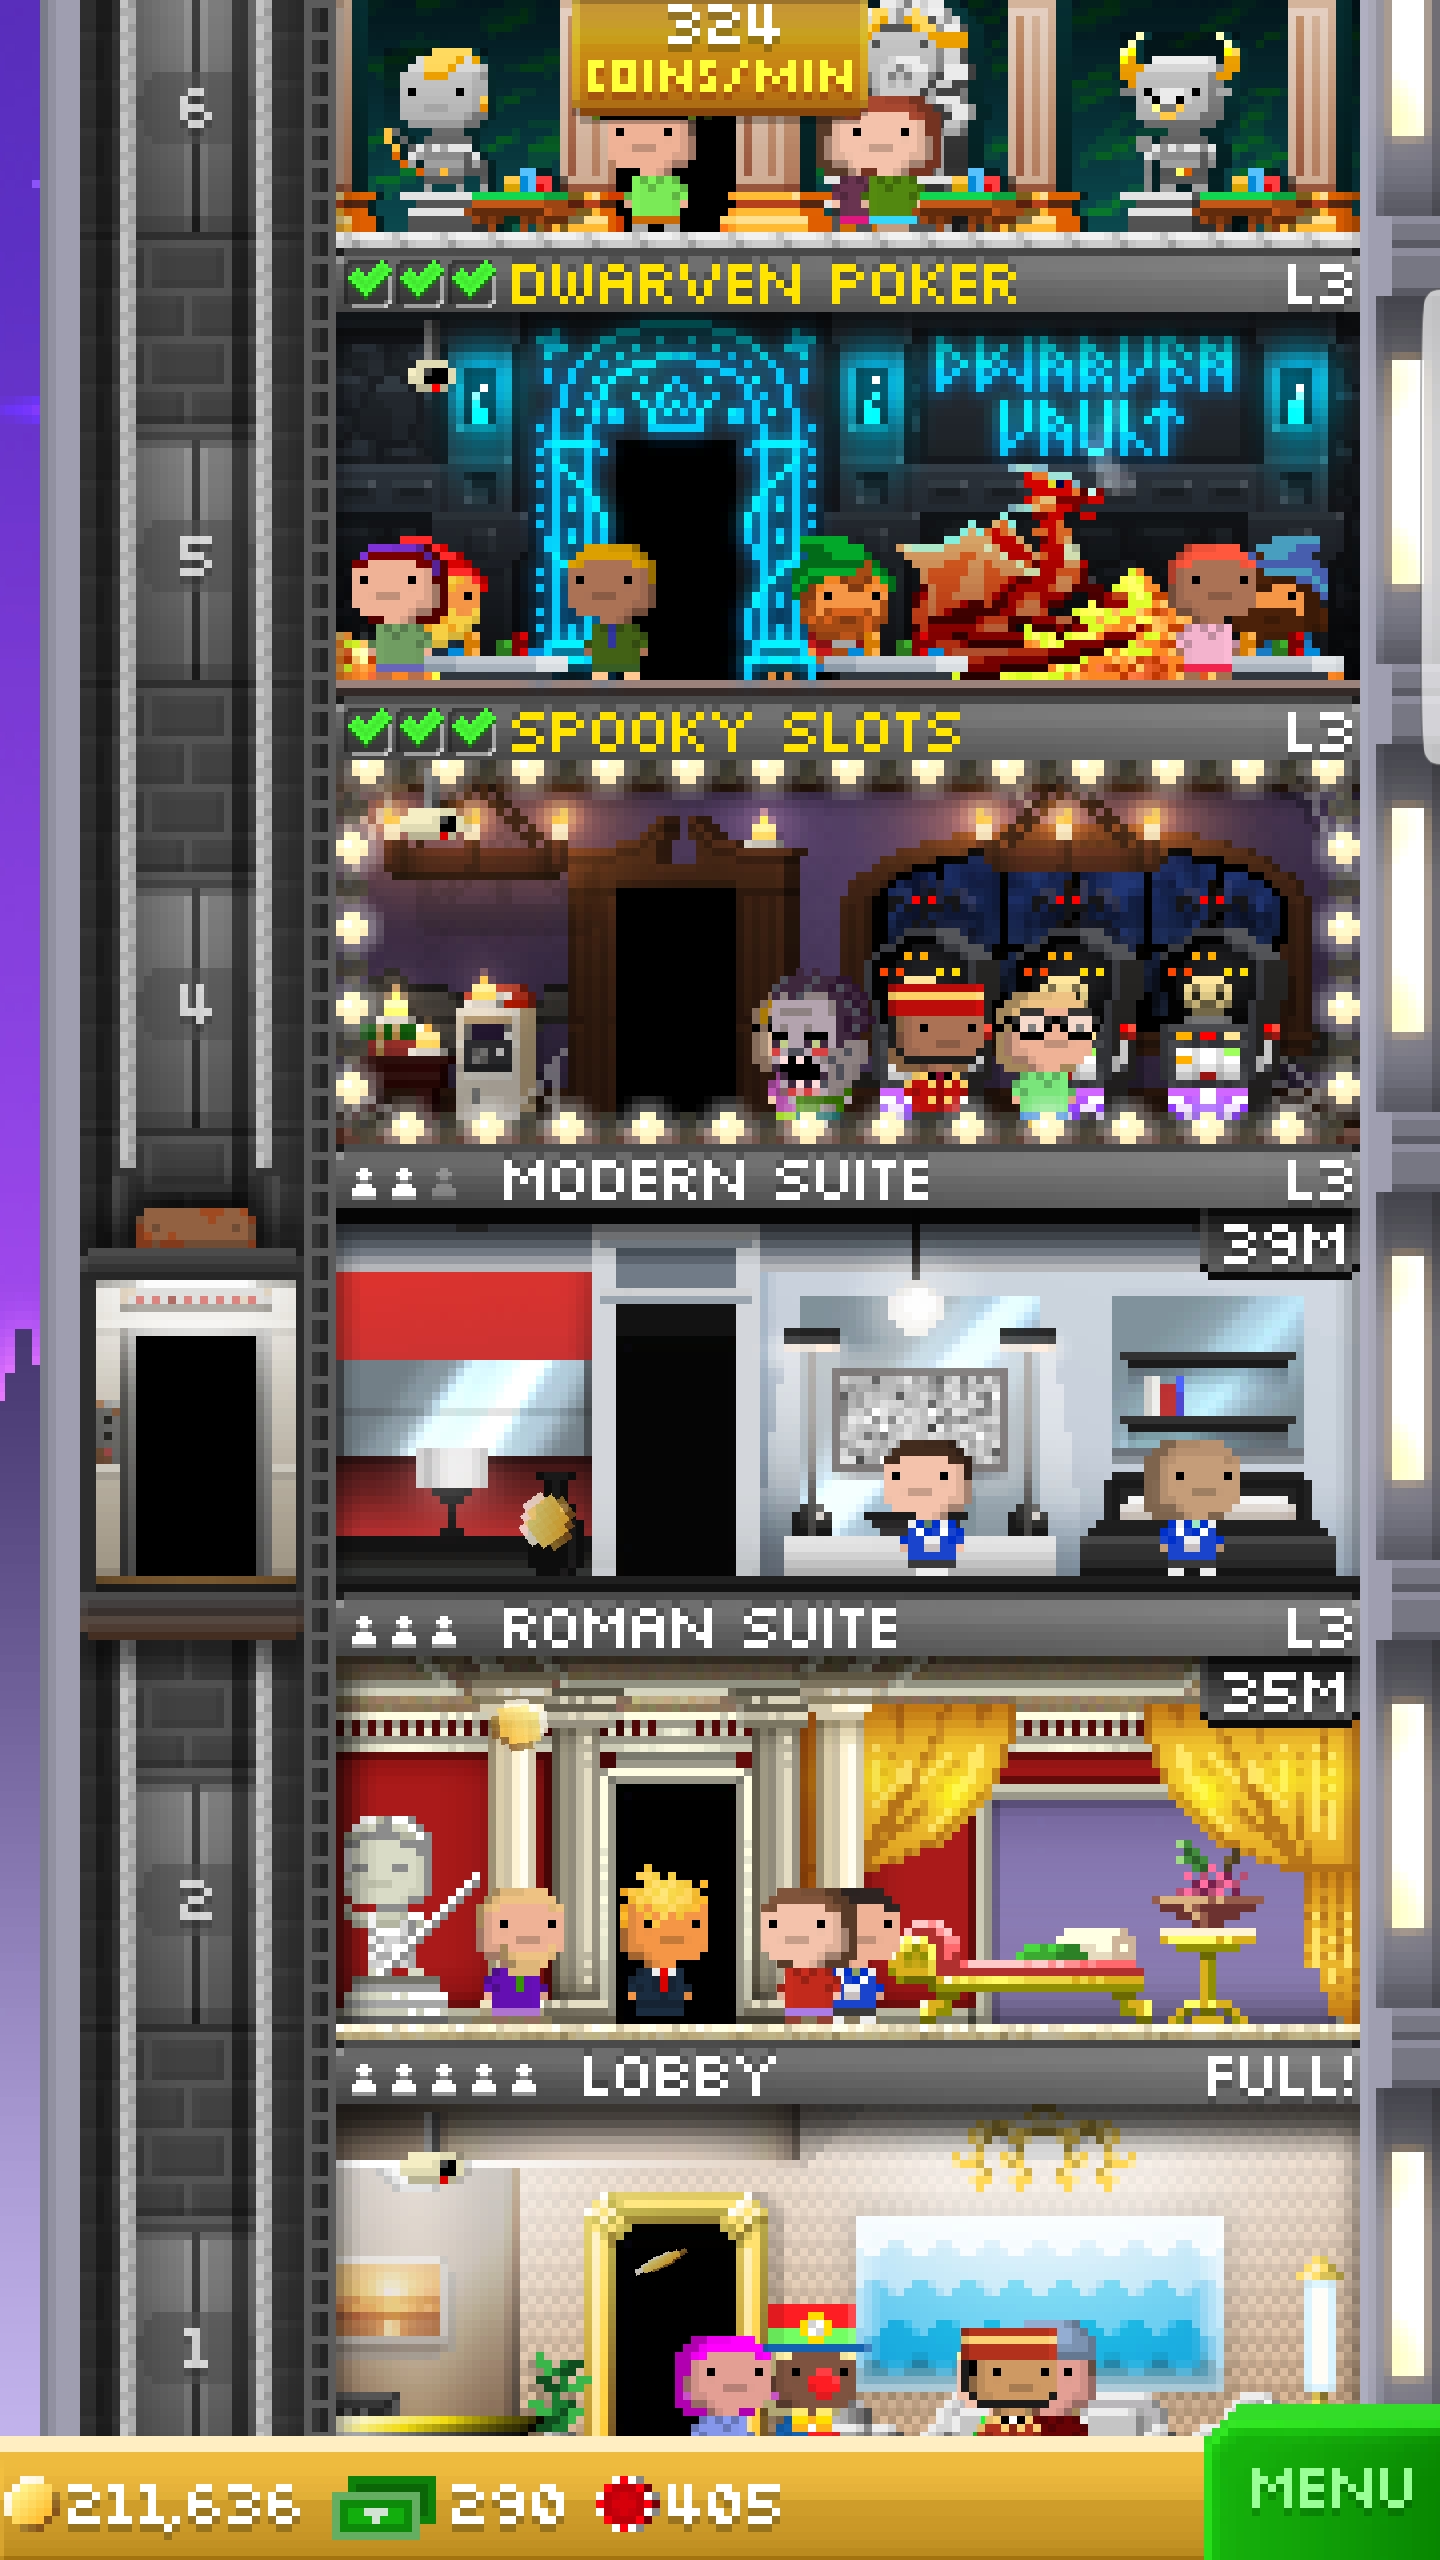 324
COINS/MIN
6
DWARVEN POKER L3
DWARVEN
VAULT
5
SPOOKY SLOTS L3
4
MODERN SUITE L3
39M
ROMAN SUITE L3
35M
2
LOBBY FULL!
1
211,636 290 405 MENU